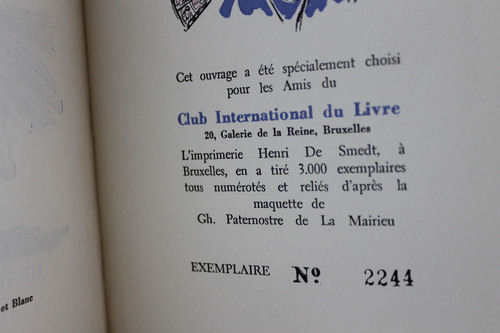 Cet ouvrage a été spécialement choisi
pour les Amis du
Club International du Livre
20, Galerie de la Reine, Bruxelles
L'imprimerie Henri De Smedt, à
Bruxelles, en a tiré 3.000 exemplaires
tous numérotés et reliés d'après la
maquette de
Gh. Paternostre de La Mairieu
EXEMPLAIRE No 2244
et Blanc